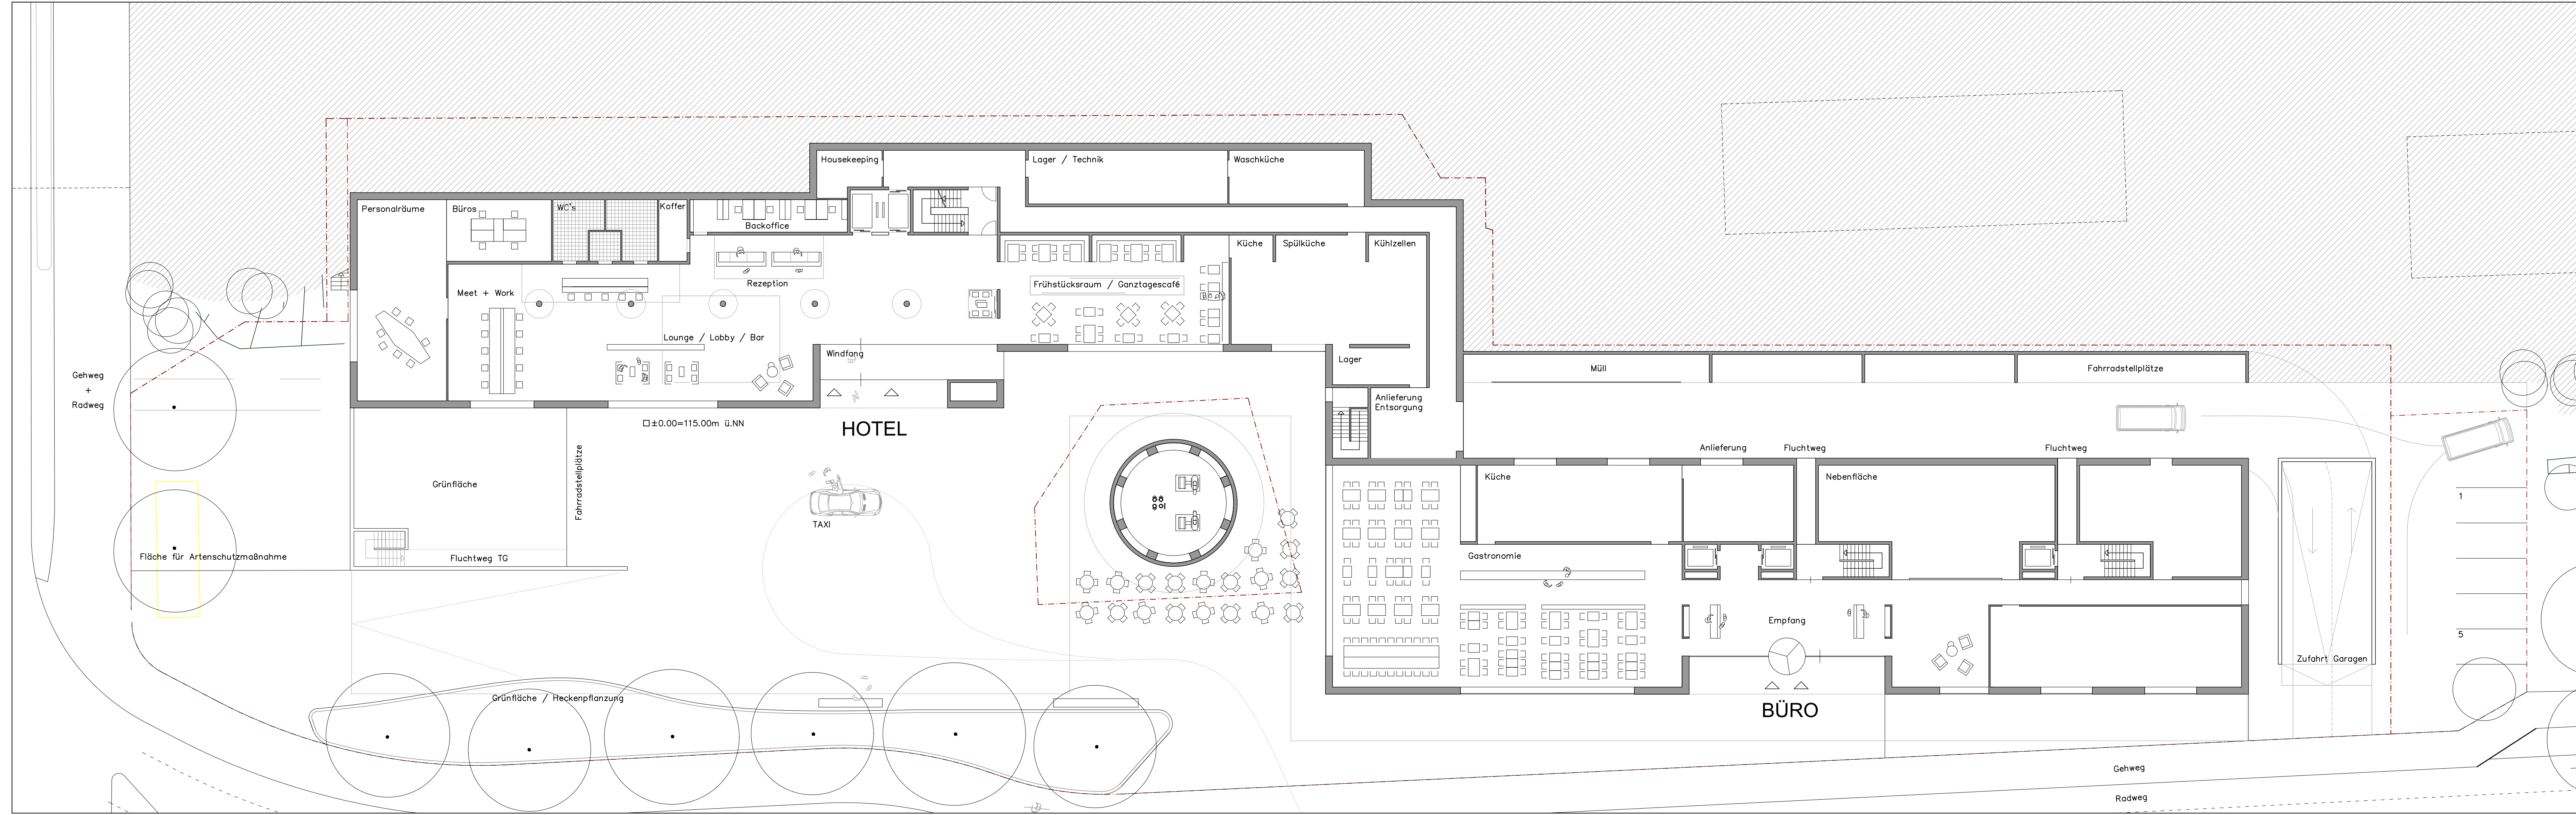 Housekeeping
Lager / Technik
Waschküche
Personalräume
Büros
WC's
Koffer
Backoffice
Küche
Spülküche
Kühlzellen
Meet + Work
Rezeption
Frühstücksraum / Ganztagescafé
Lounge / Lobby / Bar
Windfang
Lager
Müll
Fahrradstellplätze
Gehweg
+
Radweg
Anlieferung
Entsorgung
±0.00=115.00m ü.NN
HOTEL
Anlieferung
Fluchtweg
Fluchtweg
Grünfläche
Fahrradstellplätze
Küche
Nebenfläche
1
TAXI
Fläche für Artenschutzmaßnahme
Fluchtweg TG
Gastronomie
Empfang
5
Zufahrt Garagen
Grünfläche / Heckenpflanzung
BÜRO
Gehweg
Radweg